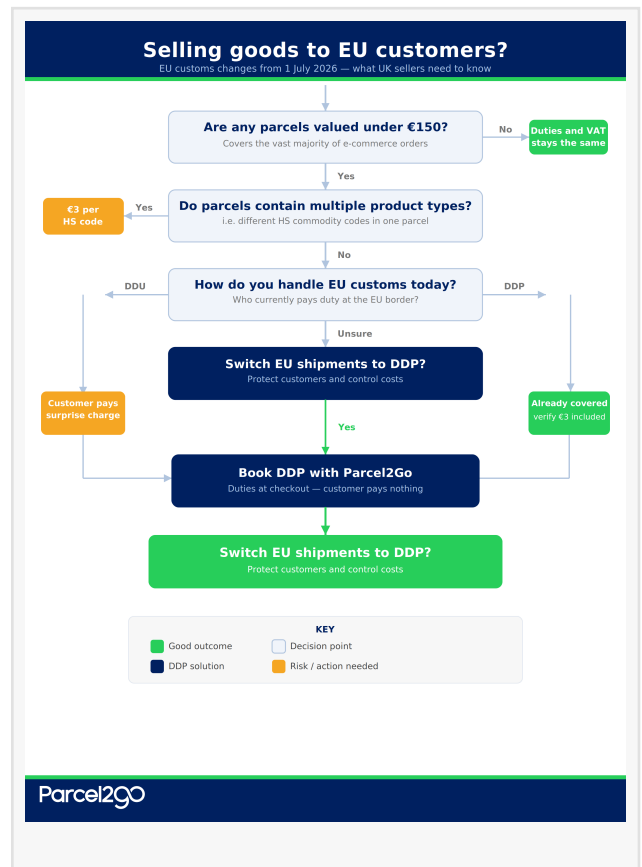 Selling goods to EU customers?
EU customs changes from 1 July 2026 — what UK sellers need to know
Are any parcels valued under €150?
Covers the vast majority of e-commerce orders
No
Duties and VAT
stays the same
Yes
Do parcels contain multiple product types?
i.e. different HS commodity codes in one parcel
Yes
€3 per
HS code
No
How do you handle EU customs today?
Who currently pays duty at the EU border?
DDU
DDP
Unsure
Switch EU shipments to DDP?
Protect customers and control costs
Customer pays
surprise charge
Already covered
verify €3 included
Yes
Book DDP with Parcel2Go
Duties at checkout — customer pays nothing
Switch EU shipments to DDP?
Protect customers and control costs
KEY
Good outcome
Decision point
DDP solution
Risk / action needed
Parcel2go